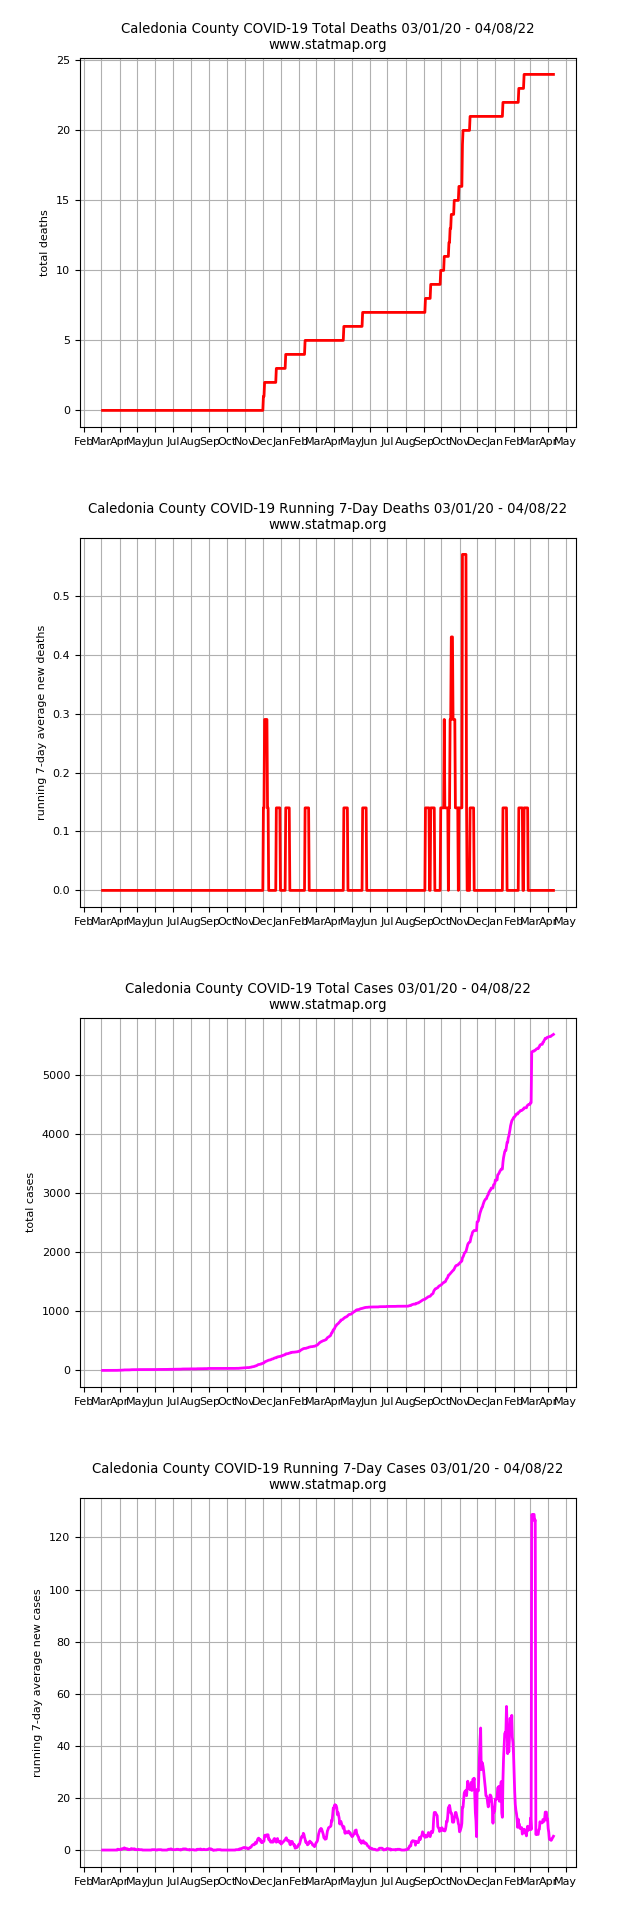 Caledonia County COVID-19 Total Deaths 03/01/20 - 04/08/22
www.statmap.org
25
20
15
10
5
0
total deaths
Feb Mar Apr May Jun Jul Aug Sep Oct Nov Dec Jan Feb Mar Apr May Jun Jul Aug Sep Oct Nov Dec Jan Feb Mar Apr May
Caledonia County COVID-19 Running 7-Day Deaths 03/01/20 - 04/08/22
www.statmap.org
0.5
0.4
0.3
0.2
0.1
0.0
running 7-day average new deaths
Feb Mar Apr May Jun Jul Aug Sep Oct Nov Dec Jan Feb Mar Apr May Jun Jul Aug Sep Oct Nov Dec Jan Feb Mar Apr May
Caledonia County COVID-19 Total Cases 03/01/20 - 04/08/22
www.statmap.org
5000
4000
3000
2000
1000
0
total cases
Feb Mar Apr May Jun Jul Aug Sep Oct Nov Dec Jan Feb Mar Apr May Jun Jul Aug Sep Oct Nov Dec Jan Feb Mar Apr May
Caledonia County COVID-19 Running 7-Day Cases 03/01/20 - 04/08/22
www.statmap.org
120
100
80
60
40
20
0
running 7-day average new cases
Feb Mar Apr May Jun Jul Aug Sep Oct Nov Dec Jan Feb Mar Apr May Jun Jul Aug Sep Oct Nov Dec Jan Feb Mar Apr May